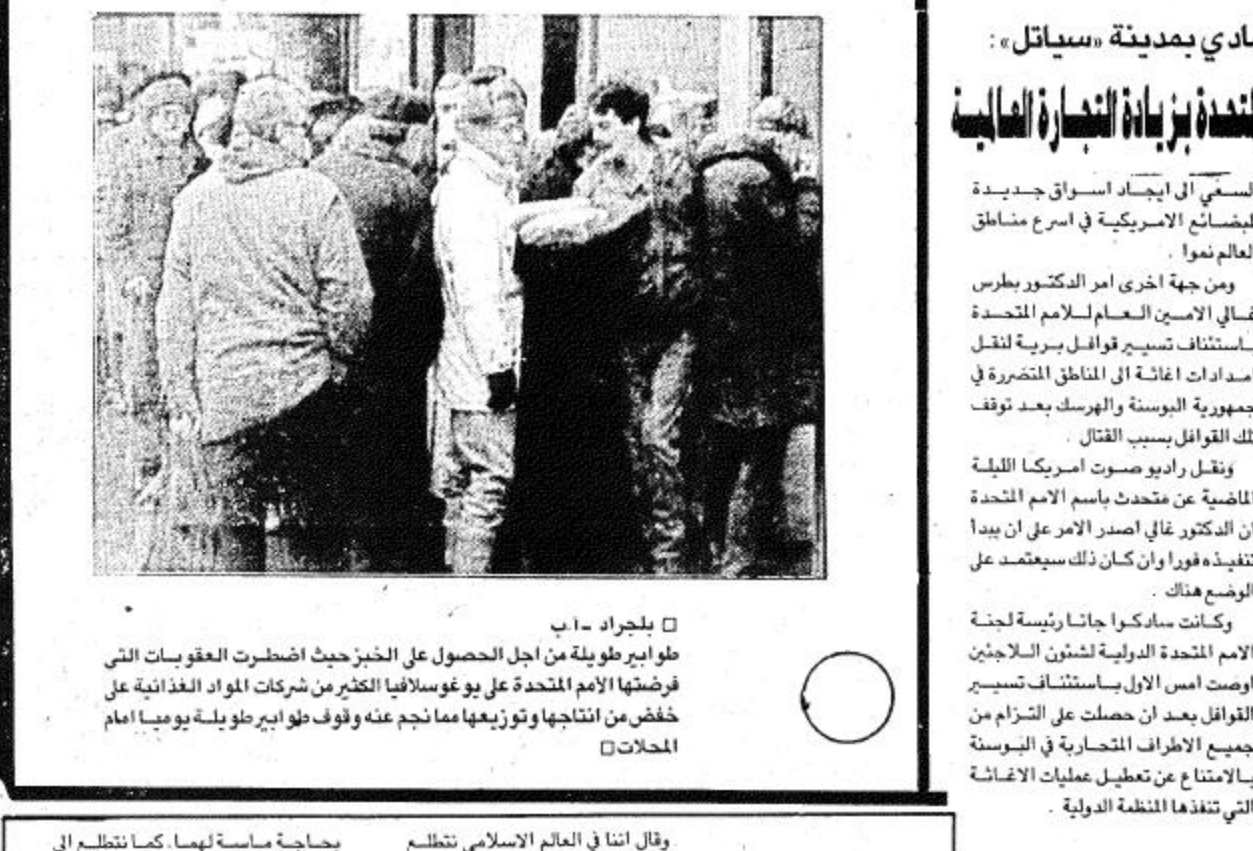 ادي بمدينة «سياتل»:
لمتحدة بزيادة التجارة العالمية
لسعي الى ايجاد اسواق جديدة
لبضائع الامريكية في اسرع مناطق
العالم نموا .
ومن جهة اخرى امر الدكتور بطرس
غالي الامين العام للامم المتحدة
باستئناف تسيير قوافل برية لنقل
امدادات اغاثة الى المناطق المتضررة في
جمهورية البوسنة والهرسك بعد توقف
تلك القوافل بسبب القتال .
ونقل راديو صوت امريكا الليلة
الماضية عن متحدث باسم الامم المتحدة
ان الدكتور غالي اصدر الامر على ان يبدأ
تنفيذه فورا وان كان ذلك سيعتمد على
الوضع هناك .
وكانت ساداكوا جاتا رئيسة لجنة
الامم المتحدة الدولية لشئون اللاجئين
اوصت امس الاول باستئناف تسيير
القوافل بعد ان حصلت على التزام من
جميع الاطراف المتحاربة في البوسنة
بالامتناع عن تعطيل عمليات الاغاثة
التي تنفذها المنظمة الدولية .
□ بلجراد - أ.ب
طوابير طويلة من اجل الحصول على الخبز حيث اضطرت العقوبات التي
فرضتها الأمم المتحدة على يوغوسلافيا الكثير من شركات المواد الغذائية على
خفض من انتاجها وتوزيعها مما نجم عنه وقوف طوابير طويلة يوميا امام
المحلات□
وقال اننا في العالم الاسلامي نتطلع
بحاجة ماسة لهما . كما نتطلع الى